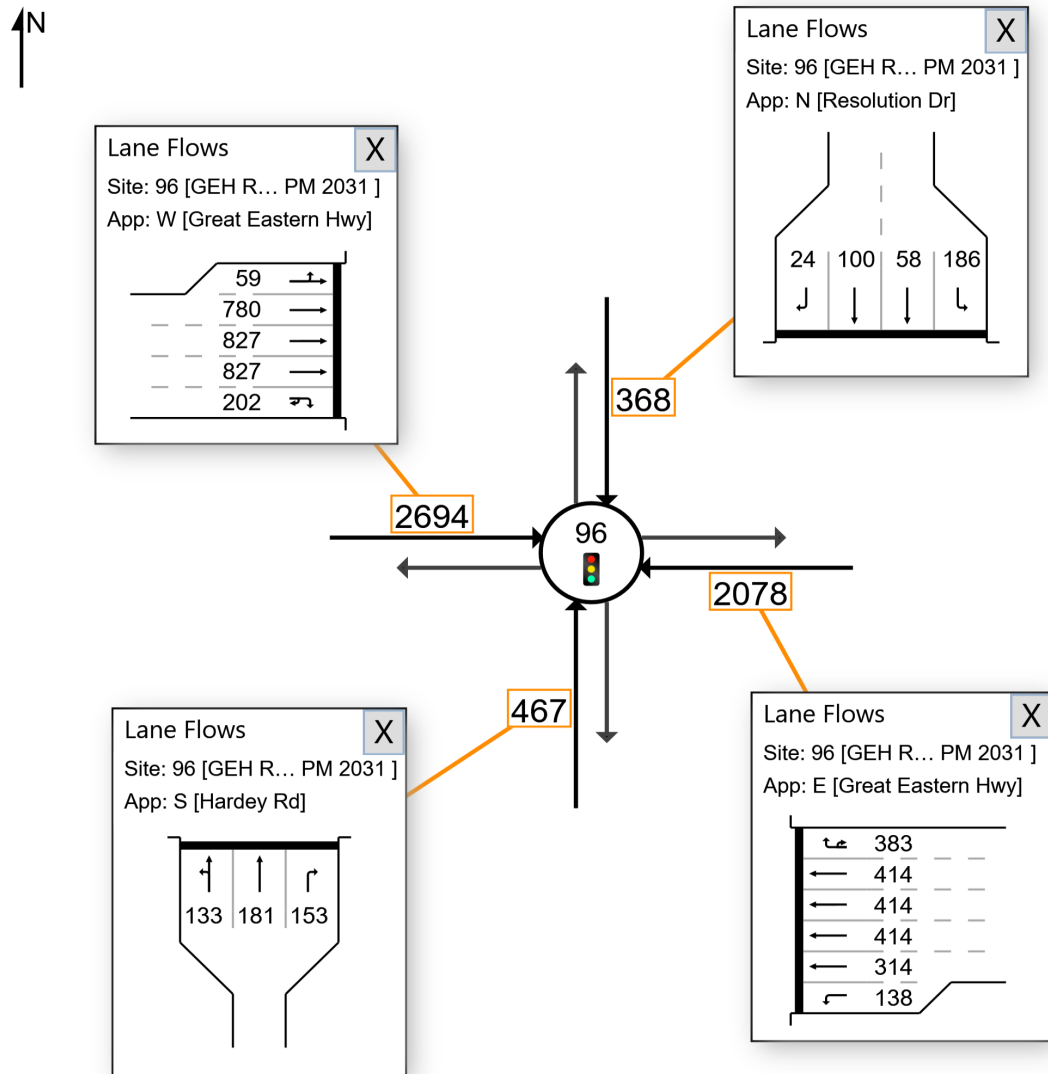 N
Lane Flows
X
Site: 96 [GEH R... PM 2031 ]
App: N [Resolution Dr]
24 100 58 186
Lane Flows
X
Site: 96 [GEH R... PM 2031 ]
App: W [Great Eastern Hwy]
59
780
827
827
202
368
2694
96
2078
467
Lane Flows
X
Site: 96 [GEH R... PM 2031 ]
App: S [Hardey Rd]
133 181 153
Lane Flows
X
Site: 96 [GEH R... PM 2031 ]
App: E [Great Eastern Hwy]
383
414
414
414
314
138